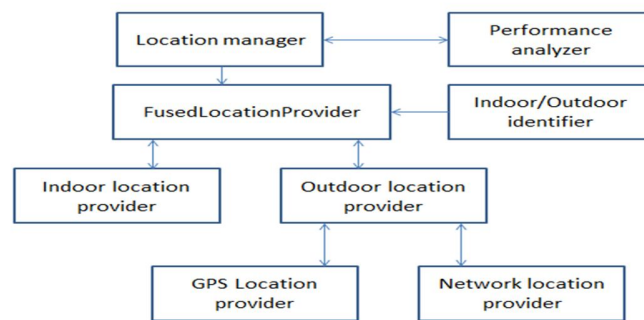 Location manager
Performance
analyzer
FusedLocationProvider
Indoor/Outdoor
identifier
Indoor location
provider
Outdoor location
provider
GPS Location
provider
Network location
provider